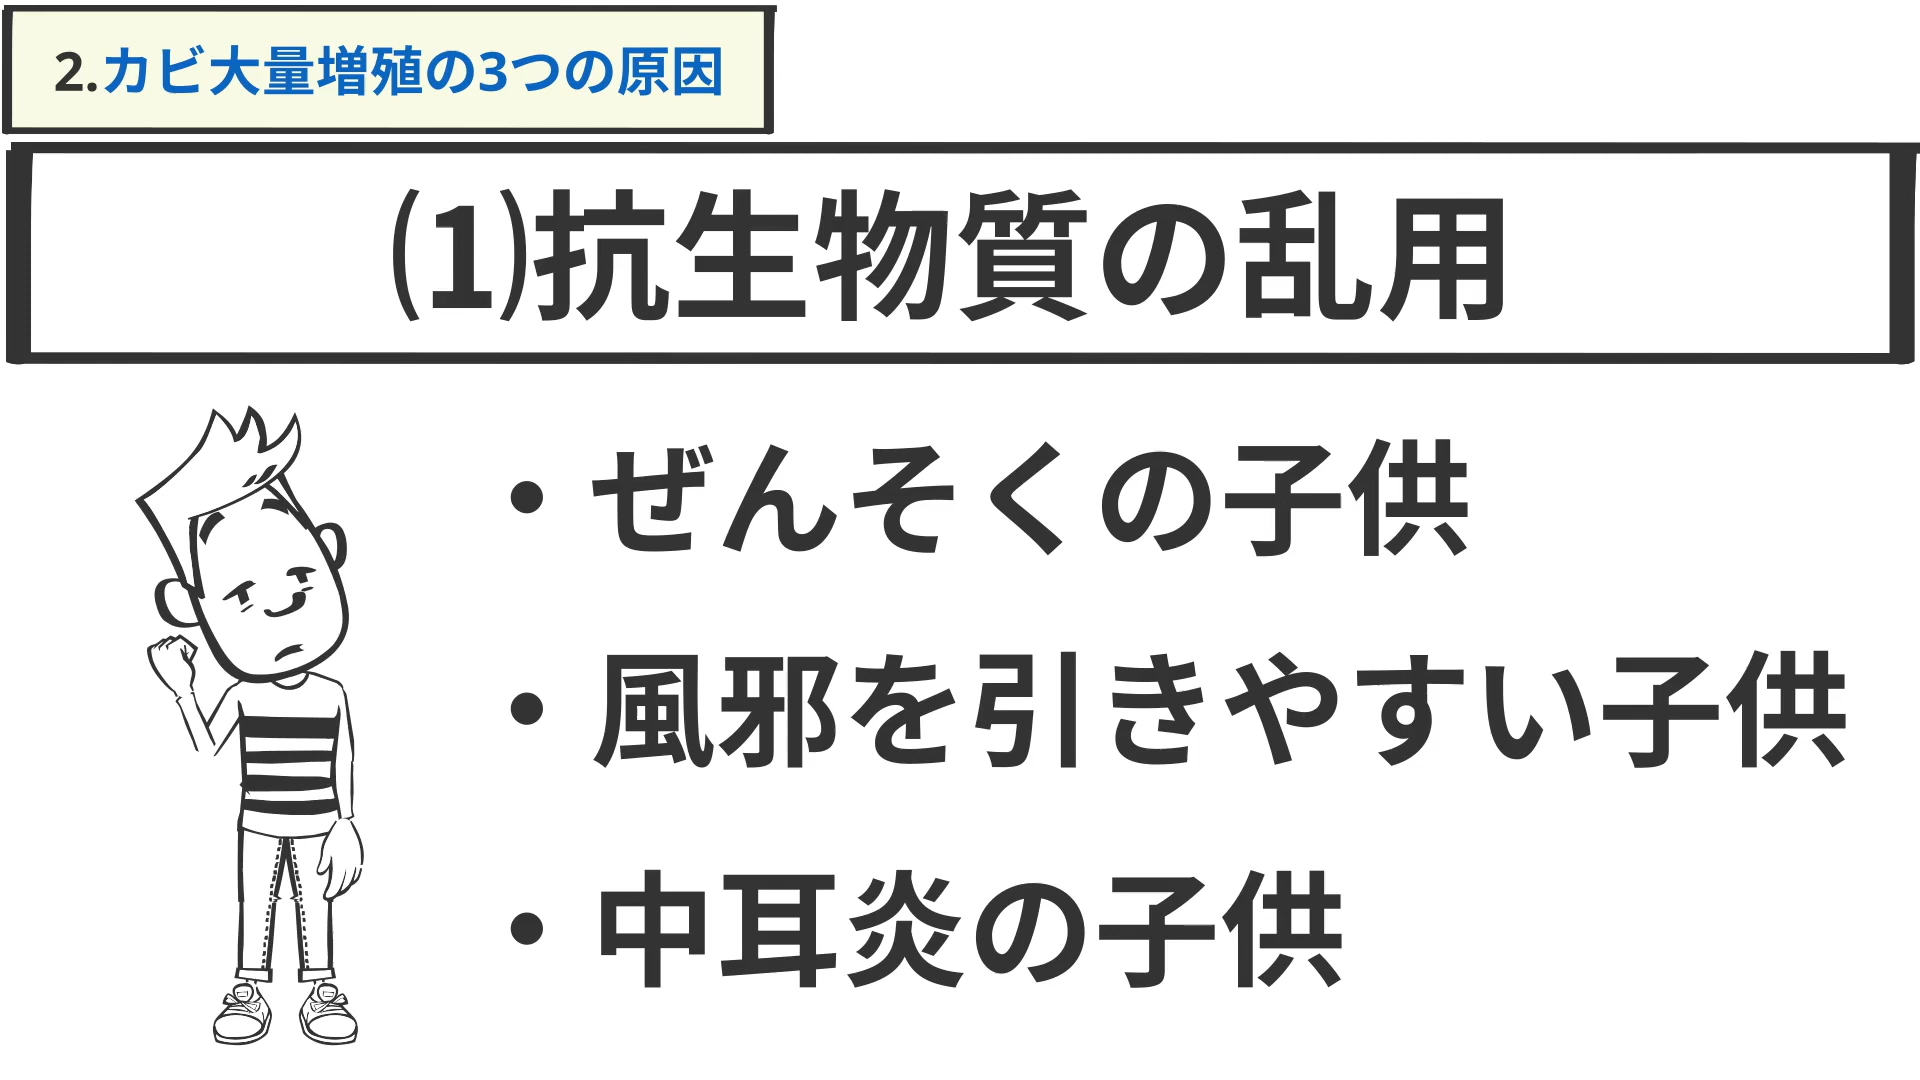 2.カビ大量増殖の3つの原因
(1)抗生物質の乱用
・ぜんそくの子供
・風邪を引きやすい子供
・中耳炎の子供